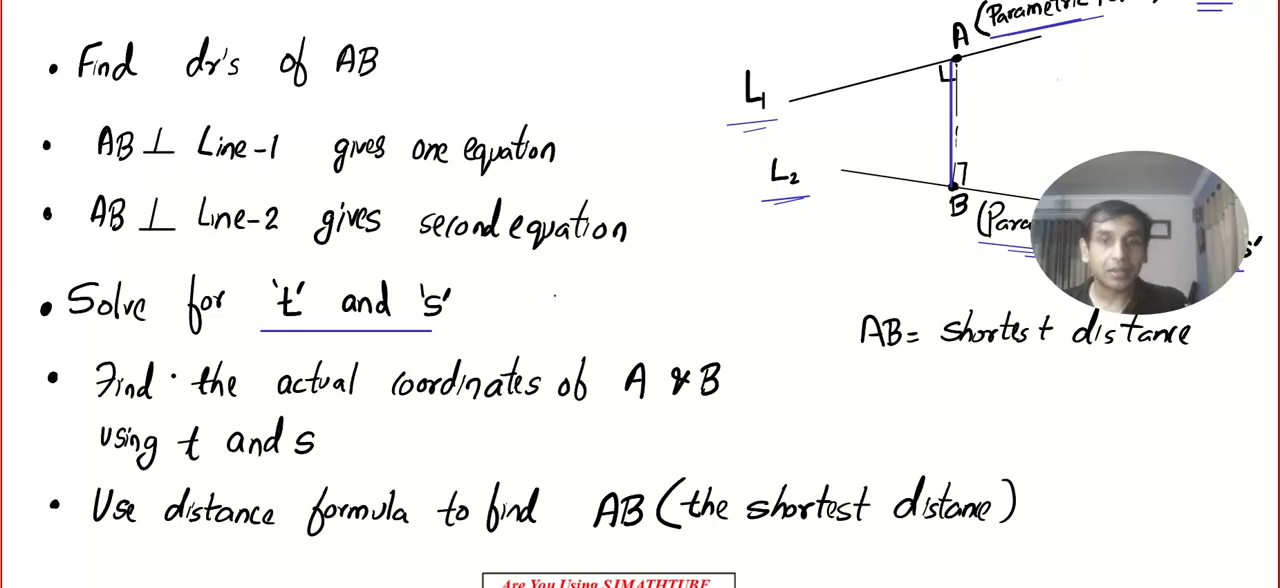 A (Parametric
• Find dr's of AB
L1
• AB ⊥ Line-1 gives one equation
L2
• AB ⊥ Line-2 gives second equation
B (Para
s'
• Solve for 't' and 's'
AB = shortest distance
• Find the actual coordinates of A & B
using t and s
• Use distance formula to find AB (the shortest distance)
Are You Using SJMATHTUBE